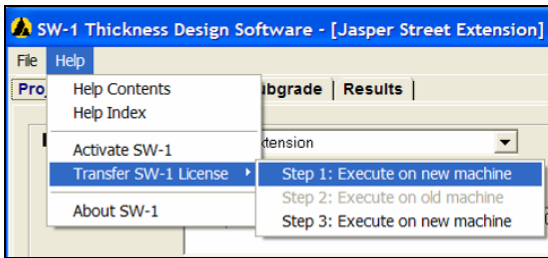 SW-1 Thickness Design Software - [Jasper Street Extension]
File Help
Results
Help Contents
Help Index
Activate SW-1
Transfer SW-1 License
Step 1: Execute on new machine
Step 2: Execute on old machine
Step 3: Execute on new machine
About SW-1